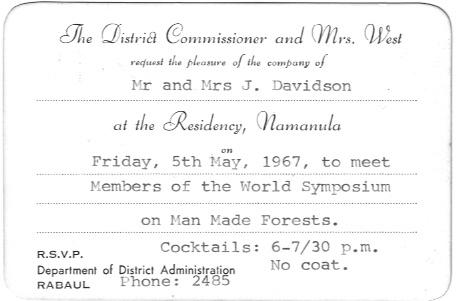 The District Commissioner and Mrs. West
request the pleasure of the company of
Mr and Mrs J. Davidson
at the Residency, Namanula
on
Friday, 5th May, 1967, to meet
Members of the World Symposium
on Man Made Forests.
Cocktails: 6-7/30 p.m.
No coat.
R.S.V.P.
Department of District Administration
RABAUL Phone: 2485